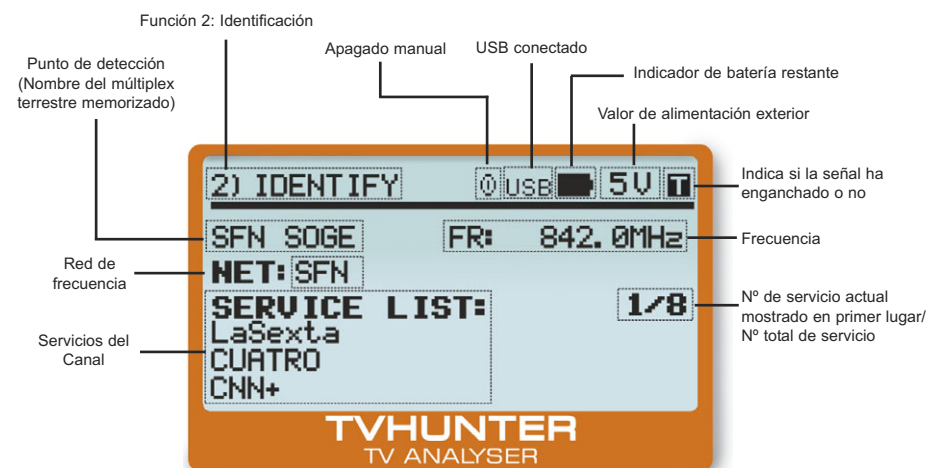 Función 2: Identificación
Apagado manual
USB conectado
Punto de detección
(Nombre del múltiplex
terrestre memorizado)
Indicador de batería restante
Valor de alimentación exterior
2) IDENTIFY
USB
5V
T
Indica si la señal ha
enganchado o no
SFN SOGE
FR: 842.0MHz
Frecuencia
Red de
frecuencia
NET: SFN
SERVICE LIST:
1/8
Nº de servicio actual
mostrado en primer lugar/
Nº total de servicio
Servicios del
Canal
LaSexta
CUATRO
CNN+
TVHUNTER
TV ANALYSER